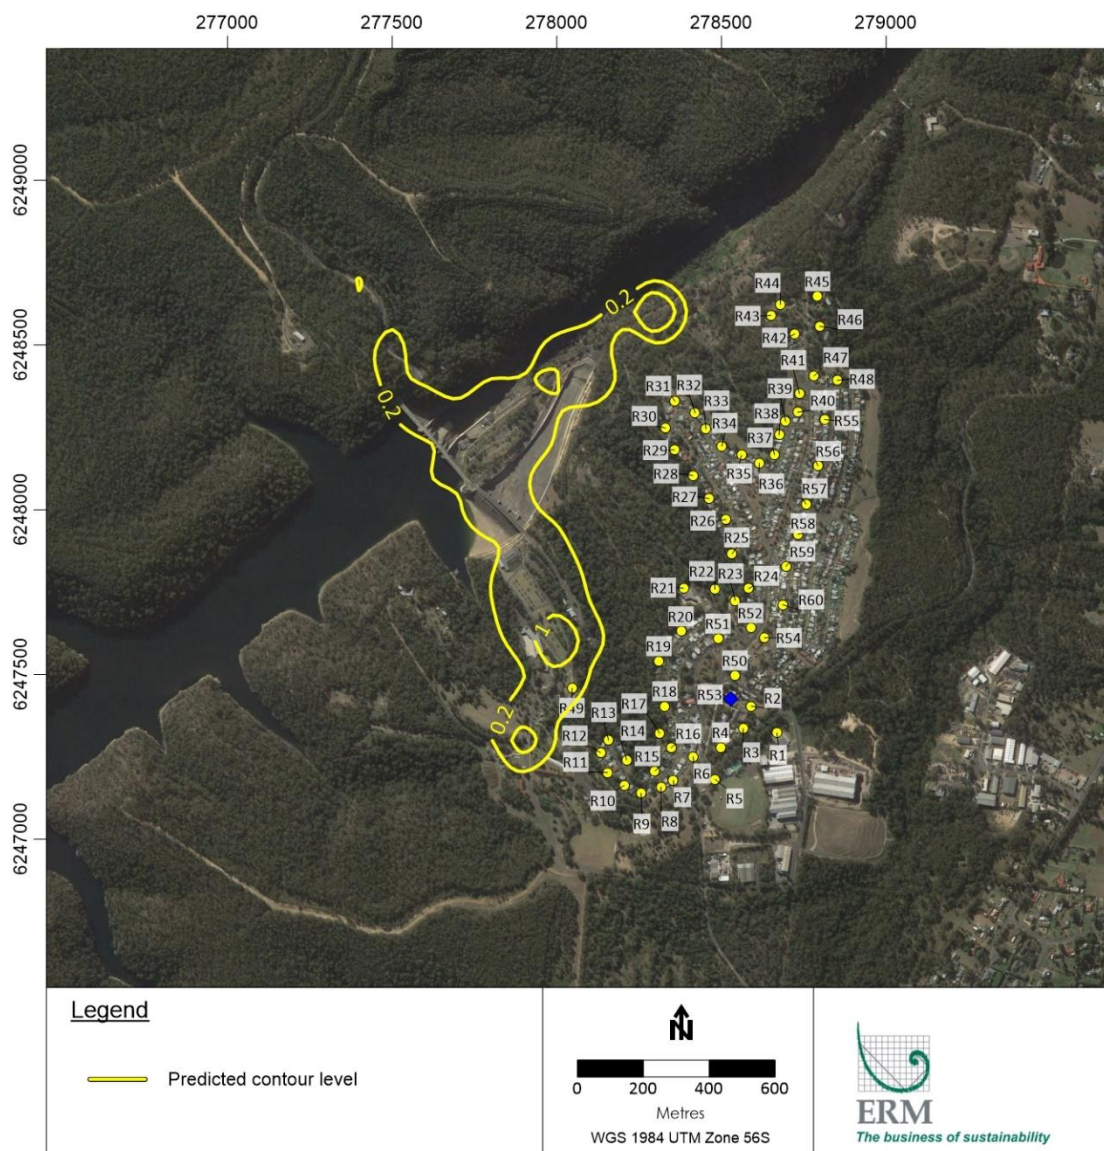 277000 277500 278000 278500 279000
6249000
6248500
6248000
6247500
6247000
0.2
0.2
1
0.2
R44 R45
R43 R46
R42
R41 R47
R31 R32 R39 R48
R30 R33 R38 R40 R55
R34 R37
R29 R56
R28 R35 R36
R27 R57
R26 R58
R25
R59
R22 R23 R24
R21
R20 R51 R52 R60
R54
R19 R50
R18 R53 R2
R49 R17
R13 R16 R4
R12 R14 R3 R1
R15
R11 R6
R10 R7 R5
R9 R8
Legend
Predicted contour level
N
0 200 400 600
Metres
WGS 1984 UTM Zone 56S
ERM
The business of sustainability